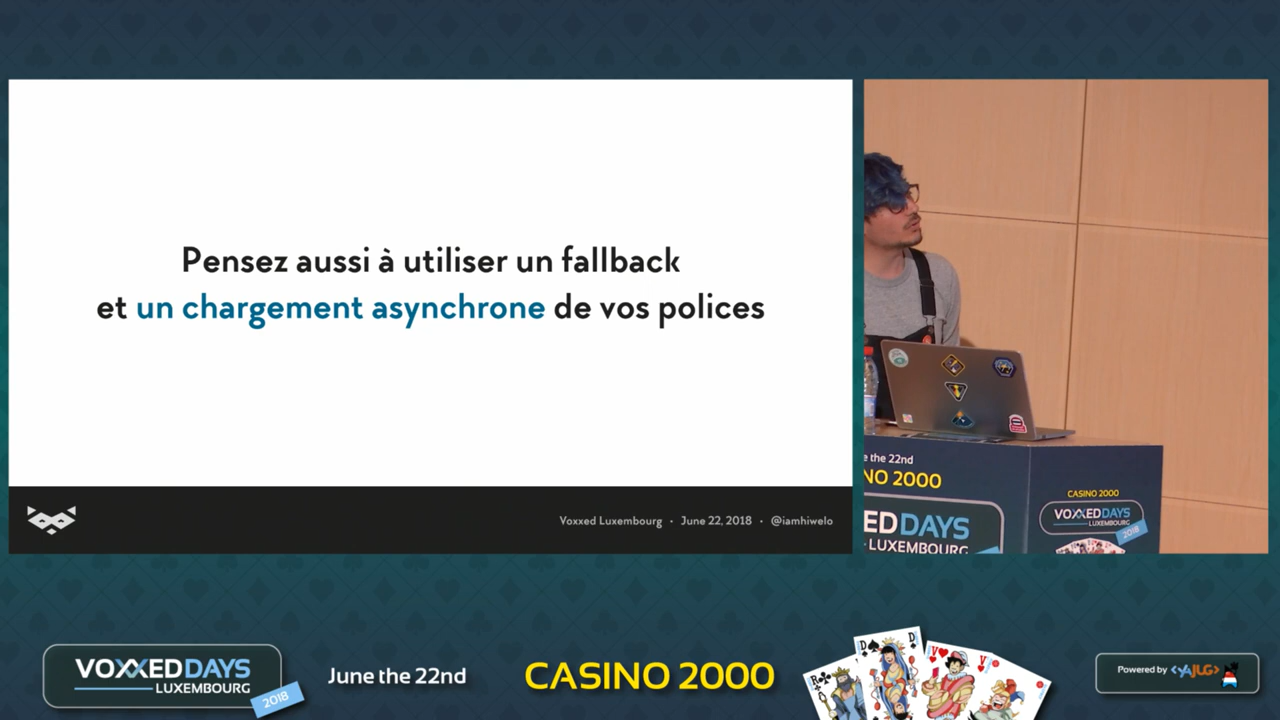 Pensez aussi à utiliser un fallback
et un chargement asynchrone de vos polices
Voxxed Luxembourg · June 22, 2018 · @iamhiwelo
e the 22nd
NO 2000
ED DAYS
LUXEMBOURG
CASINO 2000
VOXXED DAYS
LUXEMBOURG
2018
VOXXED DAYS
LUXEMBOURG
2018
June the 22nd
CASINO 2000
R
D
D
V
V
Powered by <YAJUG>